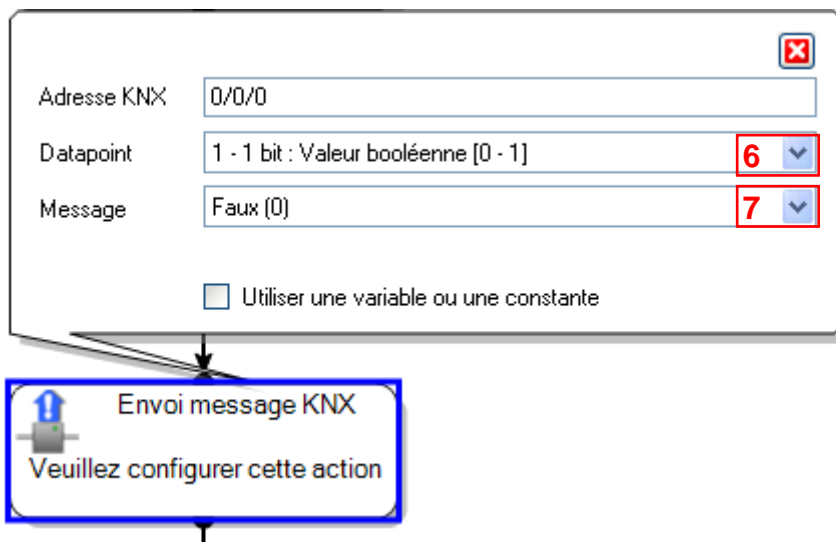 Adresse KNX 0/0/0
Datapoint 1 - 1 bit : Valeur booléenne [0 - 1] 6
Message Faux (0) 7
Utiliser une variable ou une constante
Envoi message KNX
Veuillez configurer cette action